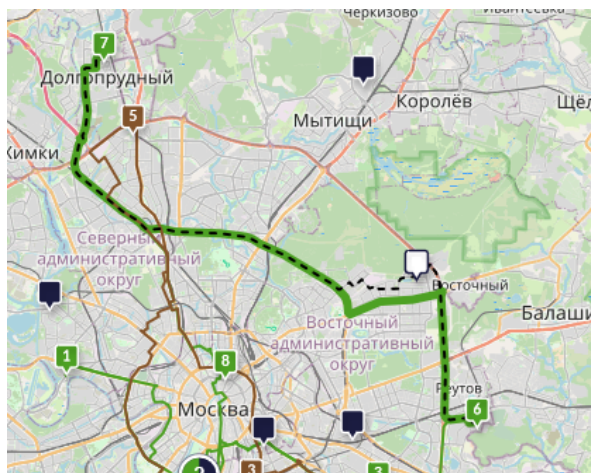 Черкизово
Ивантеевка
7
Долгопрудный
Королёв
Щёл
5
Мытищи
Химки
Северный
административный
округ
Восточный
Балаши
Восточный
административный
округ
1
8
Реутов
Москва
6
3